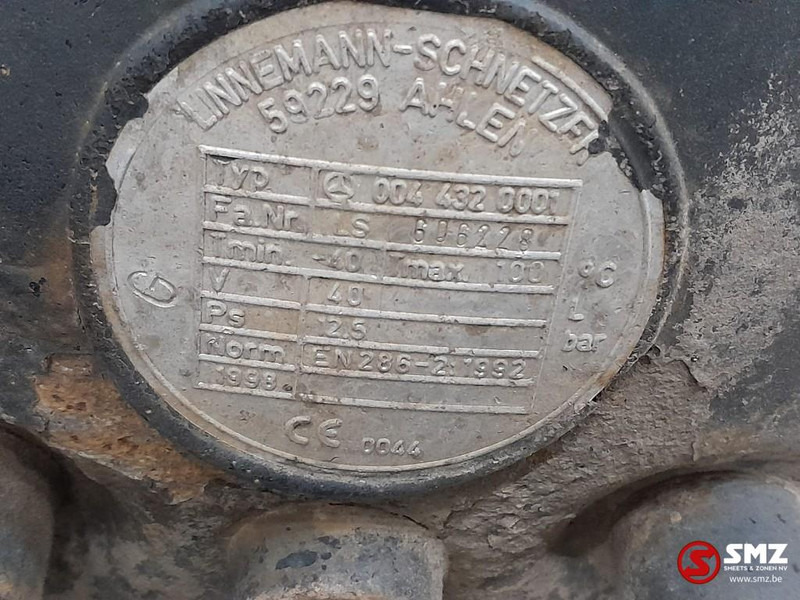 LINNEMANN-SCHNETZER
59229 AHLEN
Typ 004 432 0001
Fa.Nr. LS 606228
Tmin. -40 Tmax. 100 °C
V 40 L
Ps 12,5 bar
Norm EN 286-2:1992
1998
CE 0044
SMZ
SHEETS & ZONEN NV
www.smz.be